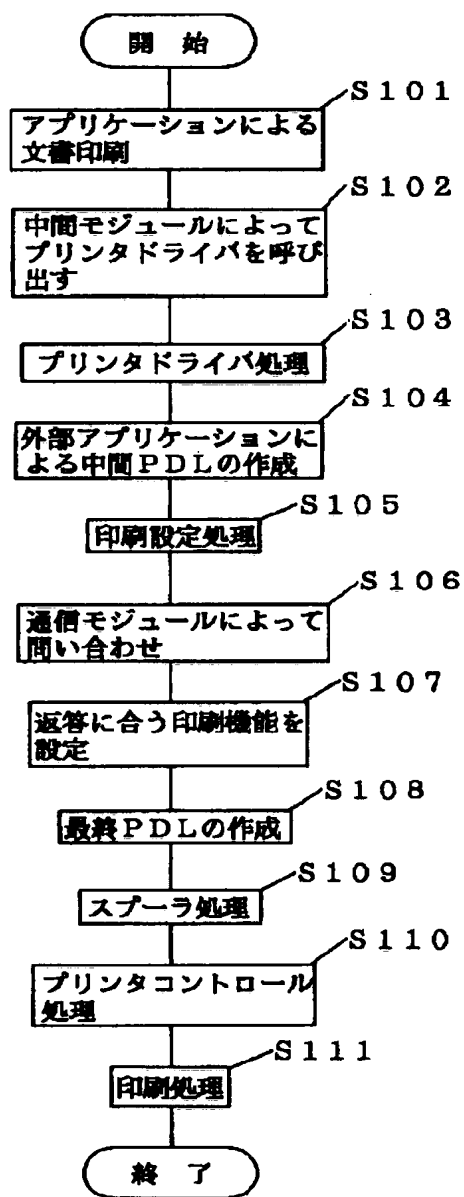 開 始
S101
アプリケーションによる
文書印刷
S102
中間モジュールによって
プリンタドライバを呼び
出す
S103
プリンタドライバ処理
S104
外部アプリケーションに
よる中間PDLの作成
S105
印刷設定処理
S106
通信モジュールによって
問い合わせ
S107
返答に合う印刷機能を
設定
S108
最終PDLの作成
S109
スプーラ処理
S110
プリンタコントロール
処理
S111
印刷処理
終 了